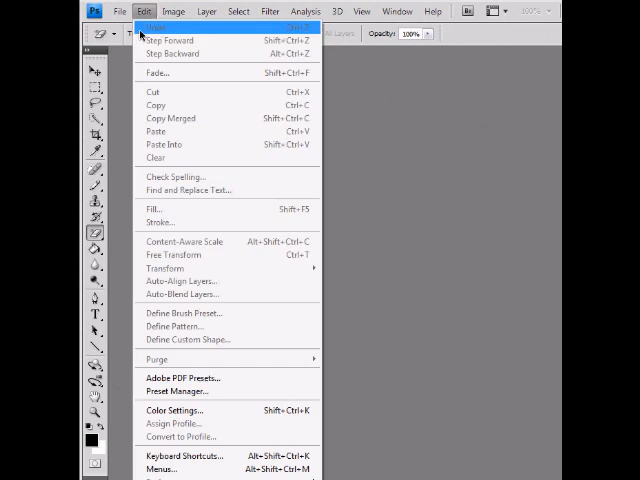 Ps File Edit Image Layer Select Filter Analysis 3D View Window Help Br 100%
All Layers Opacity: 100%
Step Forward Shift+Ctrl+Z
Step Backward Alt+Ctrl+Z
Fade... Shift+Ctrl+F
Cut Ctrl+X
Copy Ctrl+C
Copy Merged Shift+Ctrl+C
Paste Ctrl+V
Paste Into Shift+Ctrl+V
Clear
Check Spelling...
Find and Replace Text...
Fill... Shift+F5
Stroke...
Content-Aware Scale Alt+Shift+Ctrl+C
Free Transform Ctrl+T
Transform
Auto-Align Layers...
Auto-Blend Layers...
Define Brush Preset...
Define Pattern...
Define Custom Shape...
Purge
Adobe PDF Presets...
Preset Manager...
Color Settings... Shift+Ctrl+K
Assign Profile...
Convert to Profile...
Keyboard Shortcuts... Alt+Shift+Ctrl+K
Menus... Alt+Shift+Ctrl+M